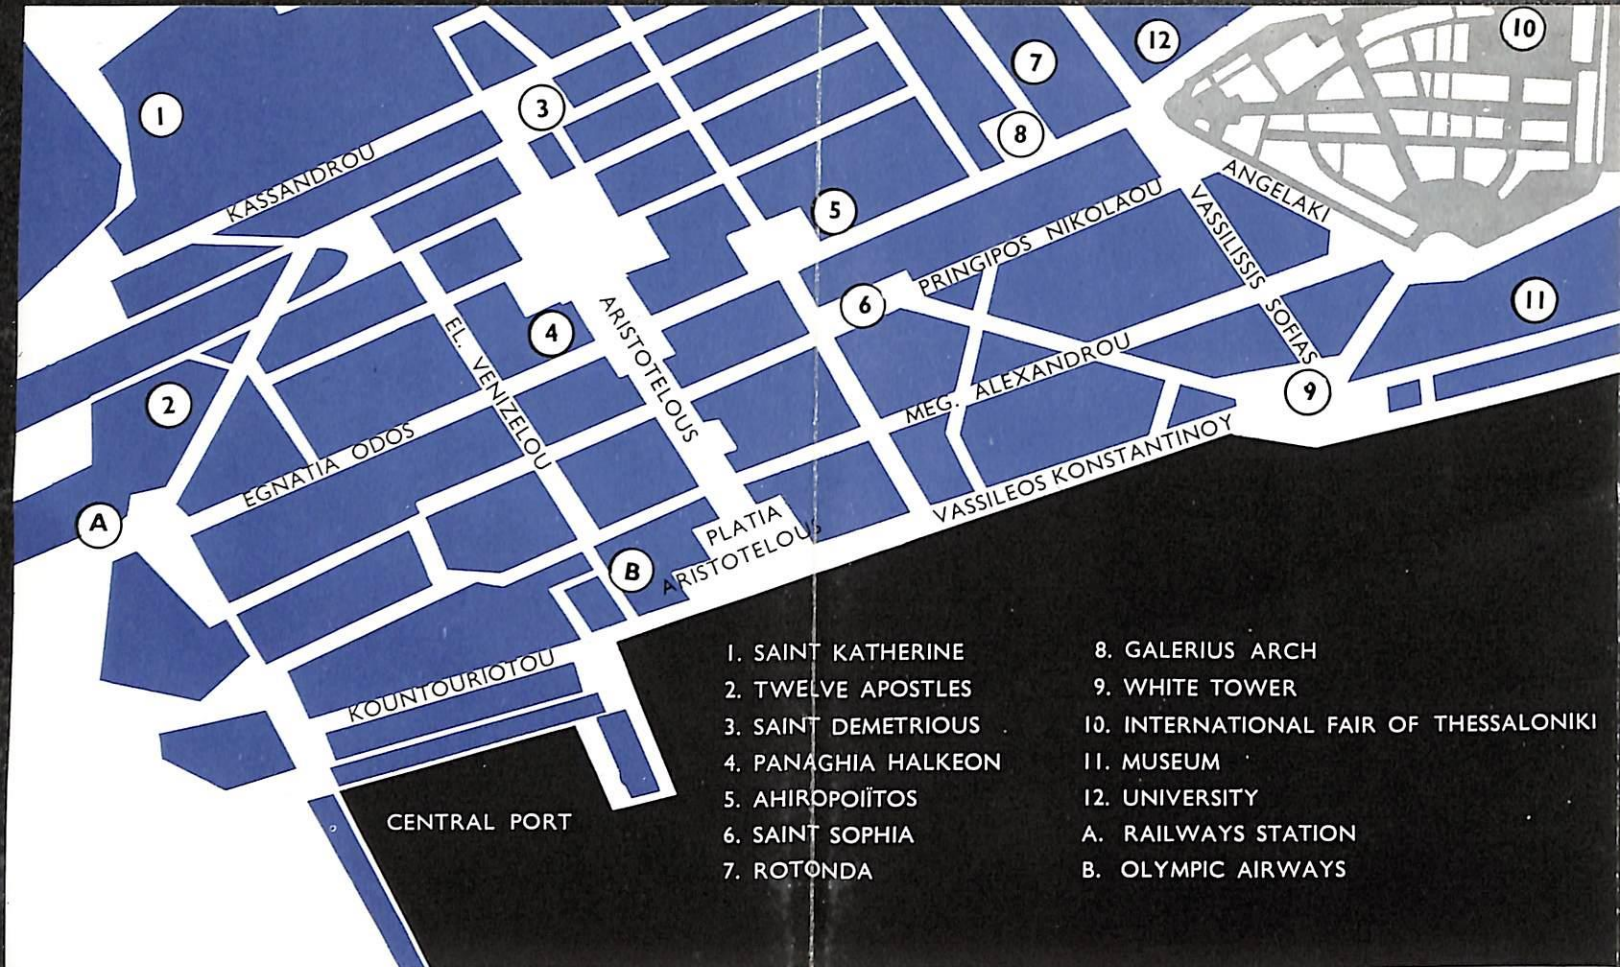 10
12
7
1
3
8
KASSANDROU
ANGELAKI
5
PRINGIPOS NIKOLAOU
VASSILISSIS SOFIAS
6
11
4
ARISTOTELOUS
EL. VENIZELOU
MEG. ALEXANDROU
9
2
EGNATIA ODOS
VASSILEOS KONSTANTINOY
A
PLATIA
ARISTOTELOUS
B
KOUNTOURIOTOU
CENTRAL PORT
1. SAINT KATHERINE
2. TWELVE APOSTLES
3. SAINT DEMETRIOUS
4. PANAGHIA HALKEON
5. AHIROPOIÏTOS
6. SAINT SOPHIA
7. ROTONDA
8. GALERIUS ARCH
9. WHITE TOWER
10. INTERNATIONAL FAIR OF THESSALONIKI
11. MUSEUM
12. UNIVERSITY
A. RAILWAYS STATION
B. OLYMPIC AIRWAYS